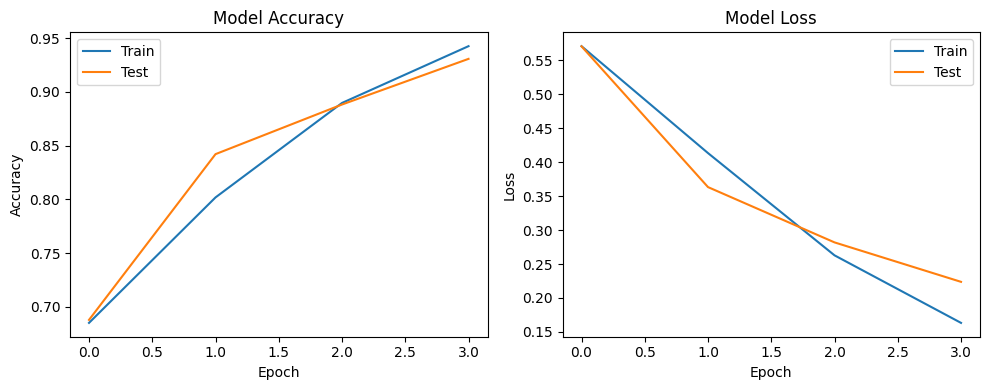 Model Accuracy
Train
Test
0.95
0.90
0.85
0.80
0.75
0.70
Accuracy
0.0 0.5 1.0 1.5 2.0 2.5 3.0
Epoch
Model Loss
Train
Test
0.55
0.50
0.45
0.40
0.35
0.30
0.25
0.20
0.15
Loss
0.0 0.5 1.0 1.5 2.0 2.5 3.0
Epoch